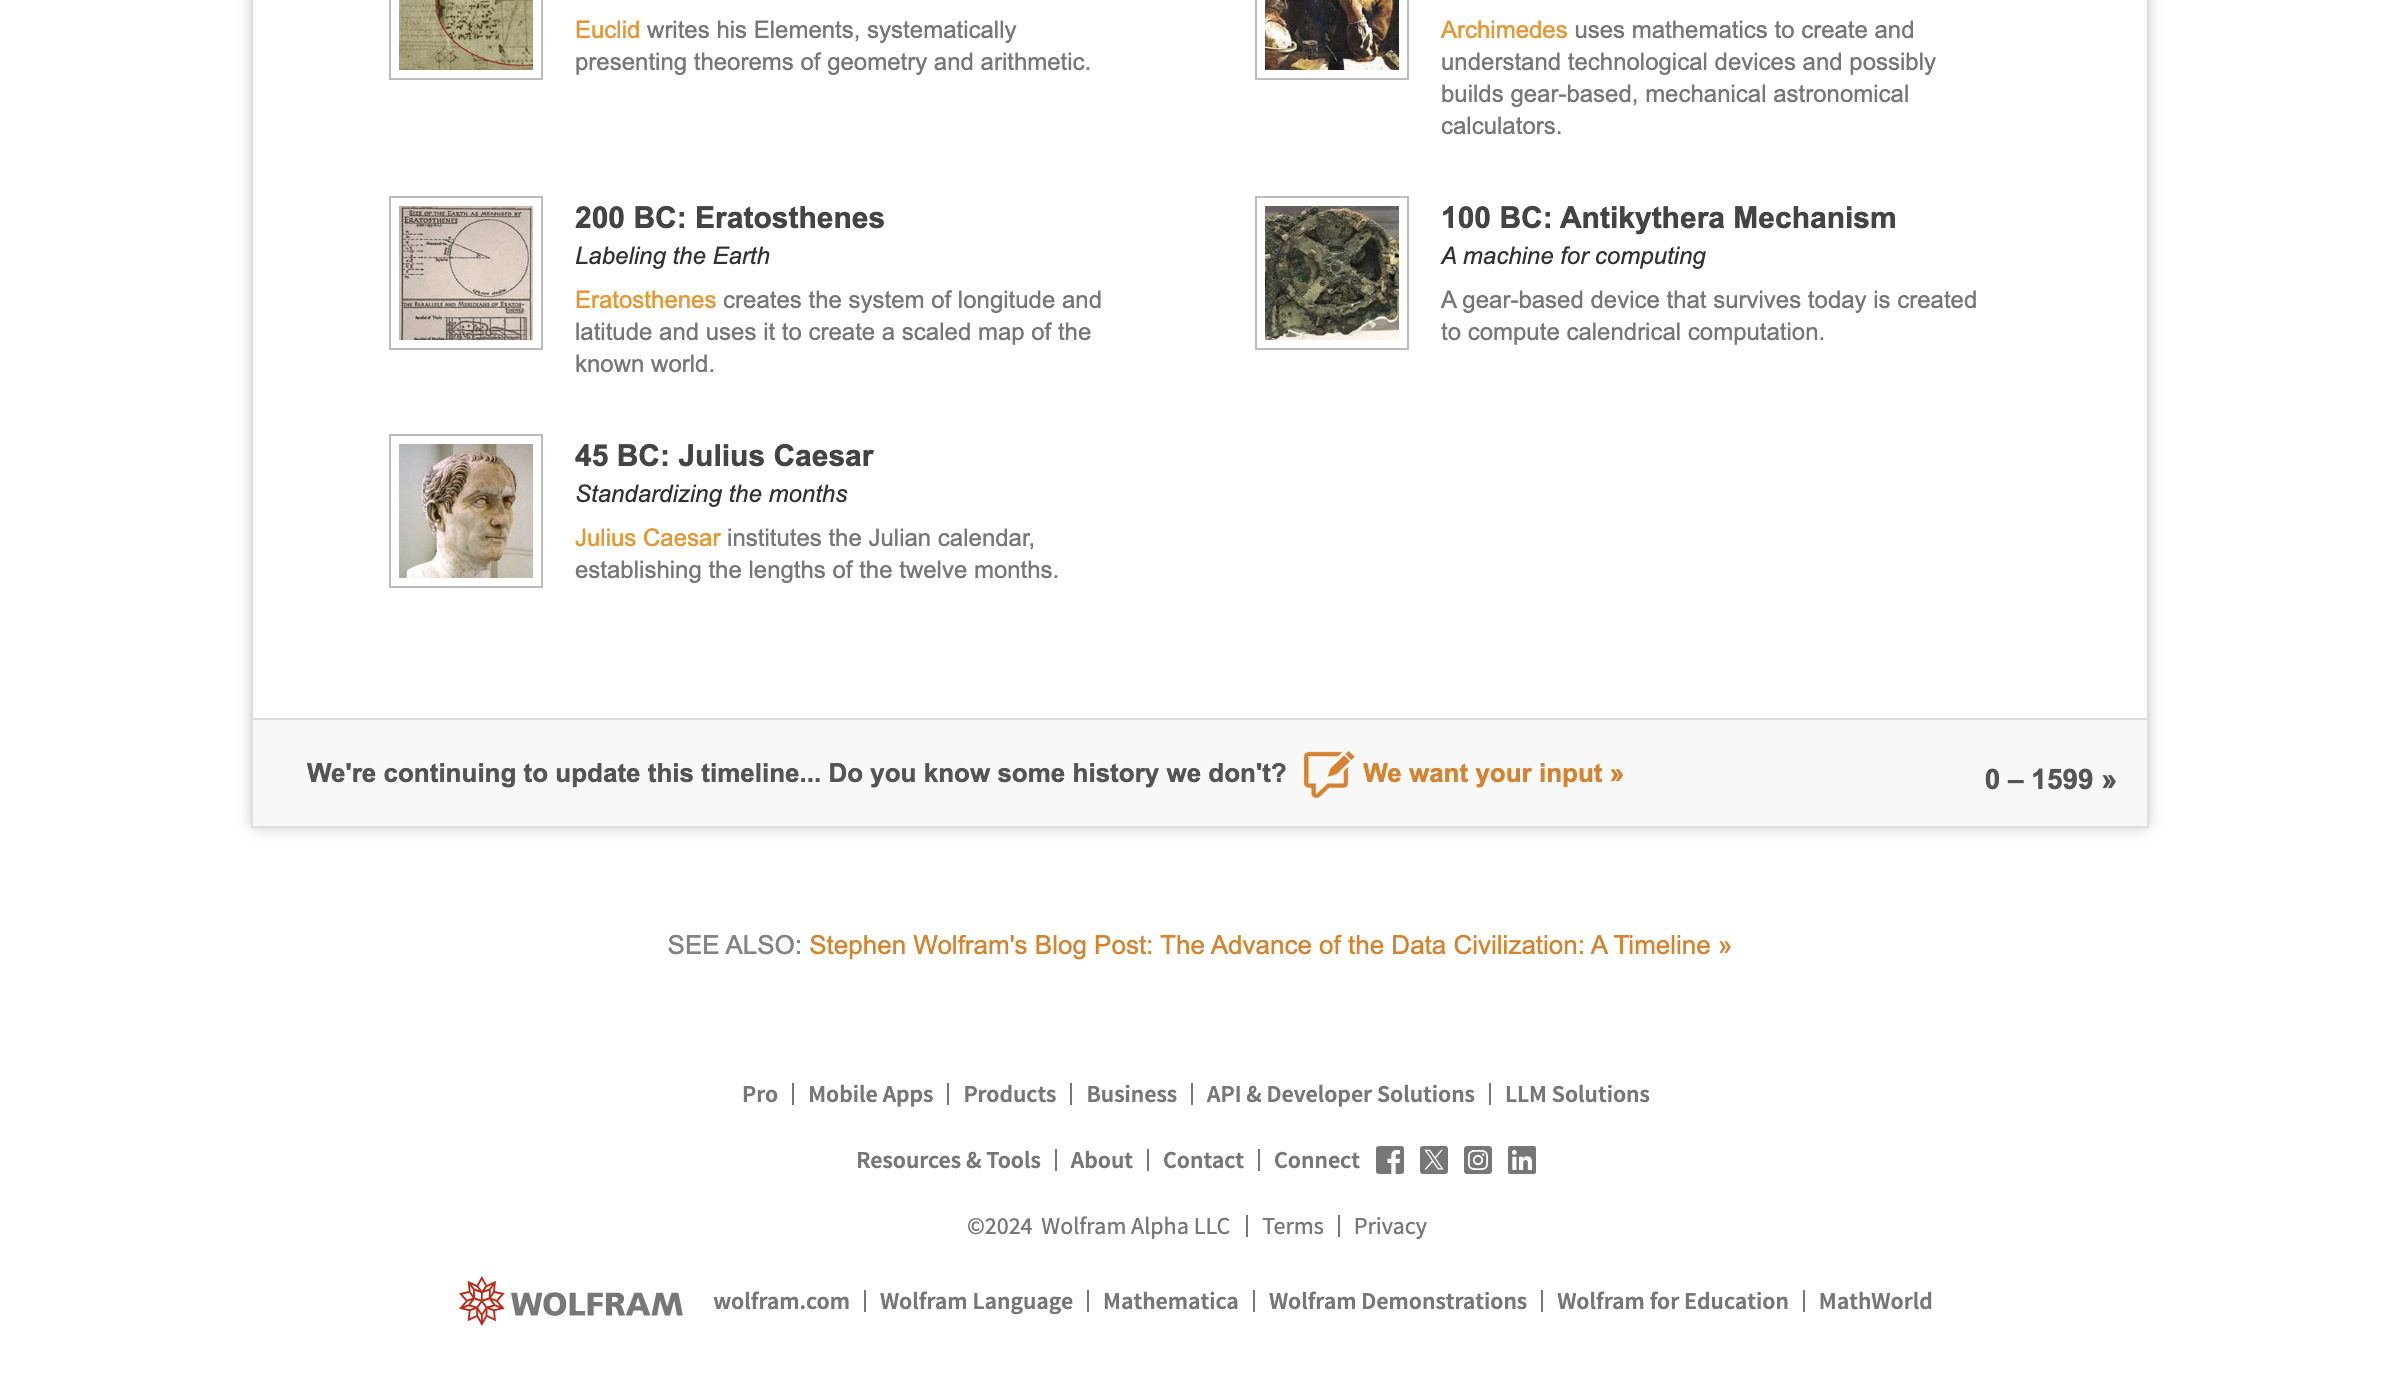 Euclid writes his Elements, systematically
presenting theorems of geometry and arithmetic.
Archimedes uses mathematics to create and
understand technological devices and possibly
builds gear-based, mechanical astronomical
calculators.
SIZE OF THE EARTH AS MEASURED BY
ERATOSTHENES
200 BC: Eratosthenes
Labeling the Earth
Eratosthenes creates the system of longitude and
latitude and uses it to create a scaled map of the
known world.
100 BC: Antikythera Mechanism
A machine for computing
A gear-based device that survives today is created
to compute calendrical computation.
45 BC: Julius Caesar
Standardizing the months
Julius Caesar institutes the Julian calendar,
establishing the lengths of the twelve months.
We're continuing to update this timeline... Do you know some history we don't? We want your input »
0 – 1599 »
SEE ALSO: Stephen Wolfram's Blog Post: The Advance of the Data Civilization: A Timeline »
Pro | Mobile Apps | Products | Business | API & Developer Solutions | LLM Solutions
Resources & Tools | About | Contact | Connect
©2024 Wolfram Alpha LLC | Terms | Privacy
WOLFRAM wolfram.com | Wolfram Language | Mathematica | Wolfram Demonstrations | Wolfram for Education | MathWorld